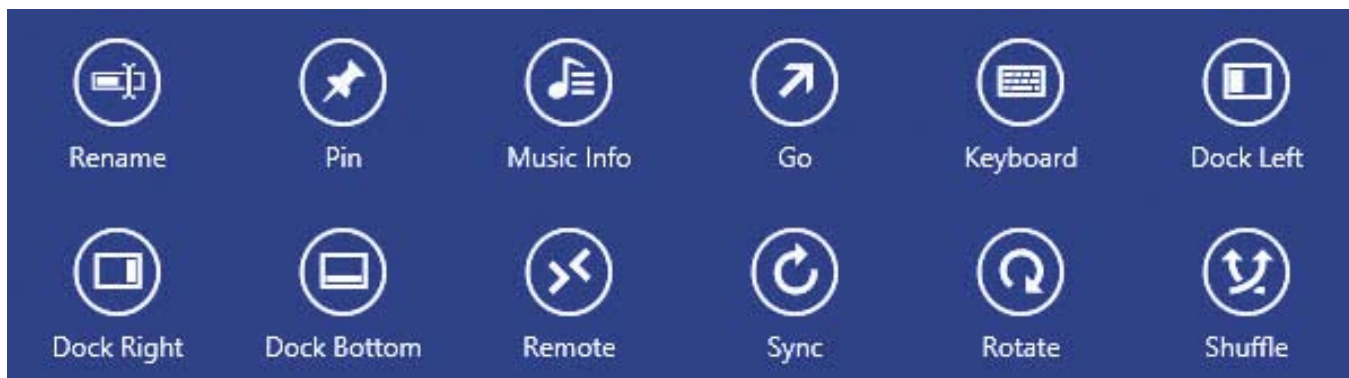 Rename Pin Music Info Go Keyboard Dock Left
Dock Right Dock Bottom Remote Sync Rotate Shuffle